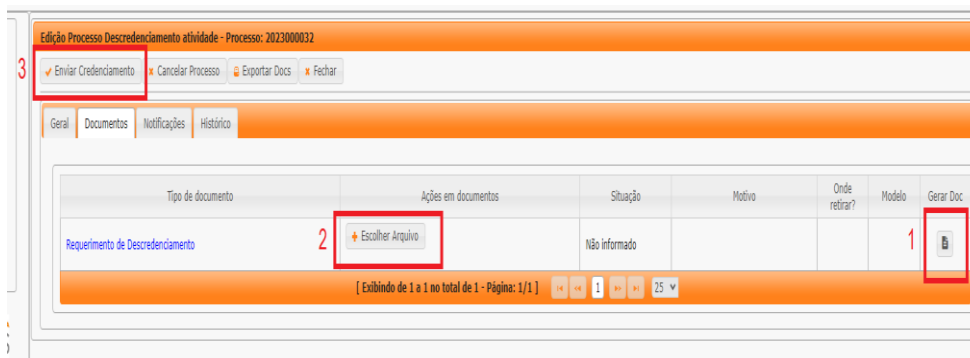 Edição Processo Descredenciamento atividade - Processo: 2023000032
3 Enviar Credenciamento Cancelar Processo Exportar Docs Fechar
Geral Documentos Notificações Histórico
Tipo de documento Ações em documentos Situação Motivo Onde retirar? Modelo Gerar Doc
Requerimento de Descredenciamento 2 Escolher Arquivo Não informado 1
[ Exibindo de 1 a 1 no total de 1 - Página: 1/1 ] 1 25